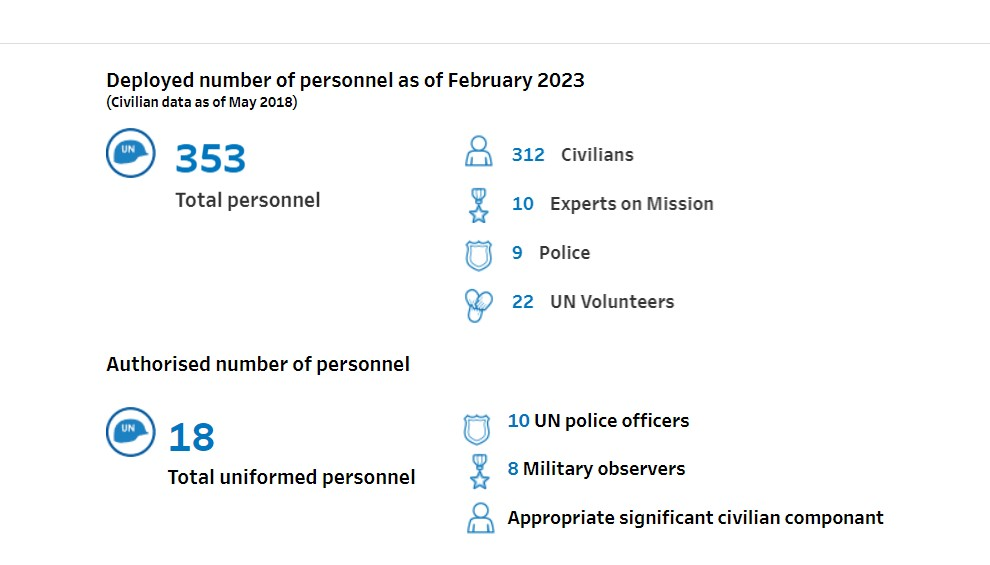 Deployed number of personnel as of February 2023
(Civilian data as of May 2018)
UN
353
Total personnel
312 Civilians
10 Experts on Mission
9 Police
22 UN Volunteers
Authorised number of personnel
UN
18
Total uniformed personnel
10 UN police officers
8 Military observers
Appropriate significant civilian componant